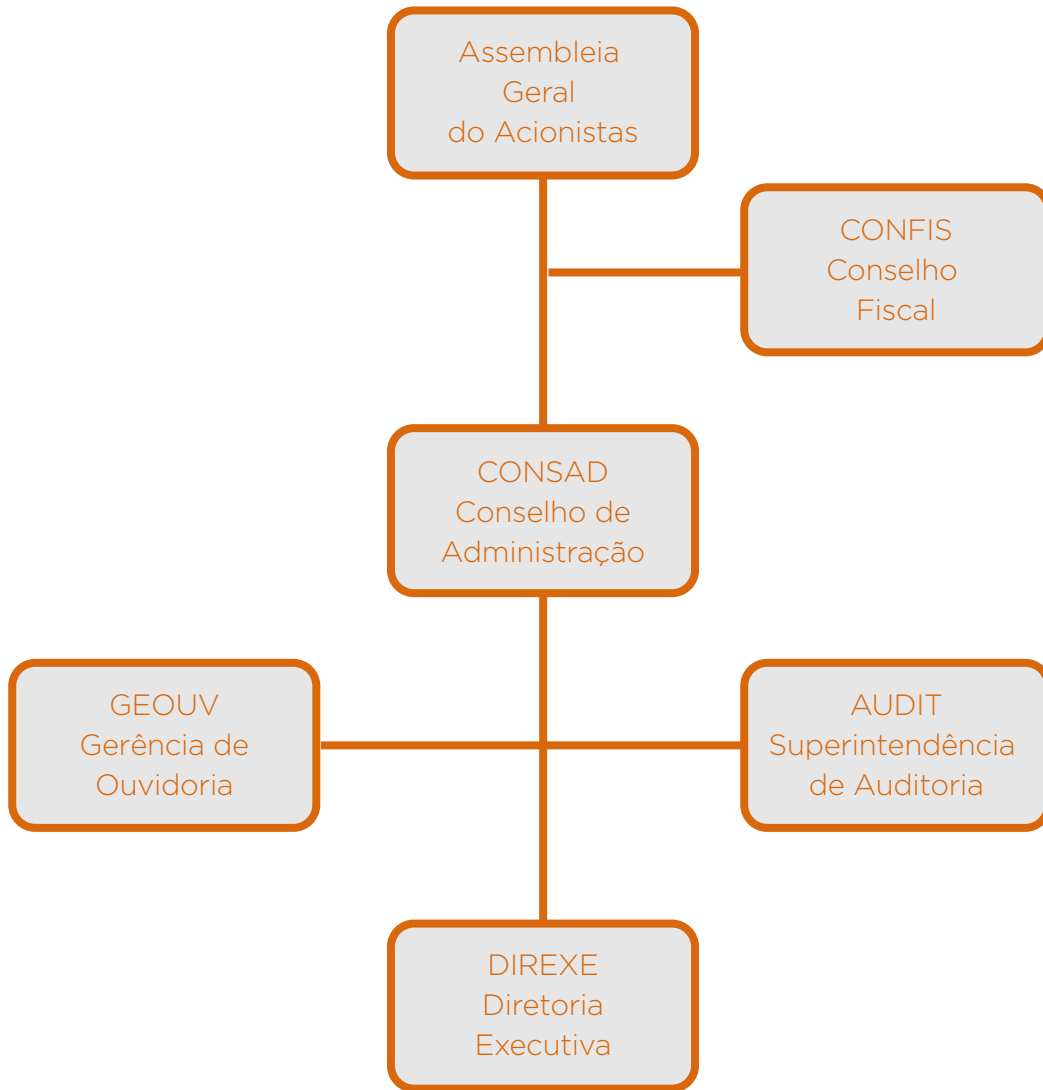 Assembleia
Geral
do Acionistas
CONFIS
Conselho
Fiscal
CONSAD
Conselho de
Administração
GEOUV
Gerência de
Ouvidoria
AUDIT
Superintendência
de Auditoria
DIREXE
Diretoria
Executiva